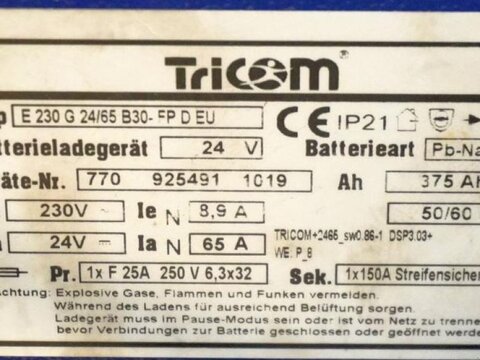 TriCOM®
p E 230 G 24/65 B30- FP D EU CE IP21
tterieladegerät 24 V Batterieart Pb-Na
äte-Nr. 770 925491 1019 Ah 375 Ah
230V~ Ie N 8,9 A 50/60
24V⎓ Ia N 65 A TRICOM+2465_sw0.86-1 DSP3.03+
WE: P_8
Pr. 1x F 25A 250 V 6,3x32 Sek. 1x150A Streifensicher
Achtung: Explosive Gase, Flammen und Funken vermeiden.
Während des Ladens für ausreichend Belüftung sorgen.
Ladegerät muss im Pause-Modus sein oder ist vom Netz zu trenne
bevor Verbindungen zur Batterie geschlossen oder geöffnet werd